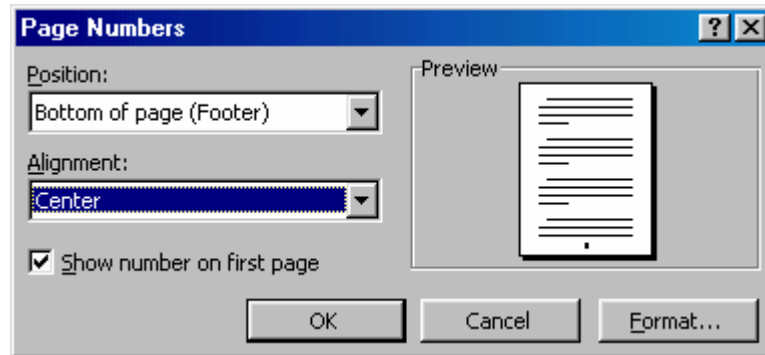 Page Numbers
Position:
Bottom of page (Footer)
Alignment:
Center
Show number on first page
Preview
OK
Cancel
Format...